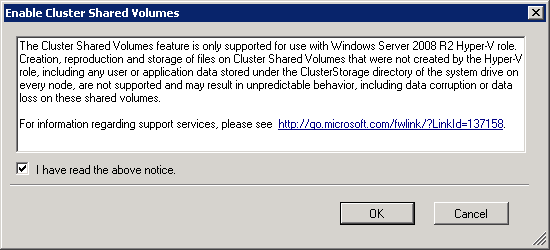 Enable Cluster Shared Volumes
The Cluster Shared Volumes feature is only supported for use with Windows Server 2008 R2 Hyper-V role.
Creation, reproduction and storage of files on Cluster Shared Volumes that were not created by the Hyper-V
role, including any user or application data stored under the ClusterStorage directory of the system drive on
every node, are not supported and may result in unpredictable behavior, including data corruption or data
loss on these shared volumes.
For information regarding support services, please see http://go.microsoft.com/fwlink/?LinkId=137158.
I have read the above notice.
OK
Cancel